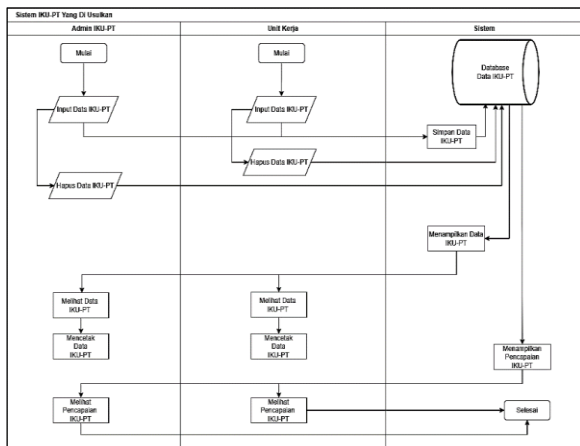 Sistem IKU-PT Yang Di Usulkan
Admin IKU-PT
Unit Kerja
Sistem
Mulai
Mulai
Database
Data IKU-PT
Input Data IKU-PT
Input Data IKU-PT
Simpan Data
IKU-PT
Hapus Data IKU-PT
Hapus Data IKU-PT
Menampilkan Data
IKU-PT
Melihat Data
IKU-PT
Melihat Data
IKU-PT
Mencetak
Data
IKU-PT
Mencetak
Data
IKU-PT
Menampilkan
Pencapaian
IKU-PT
Melihat
Pencapaian
IKU-PT
Melihat
Pencapaian
IKU-PT
Selesai